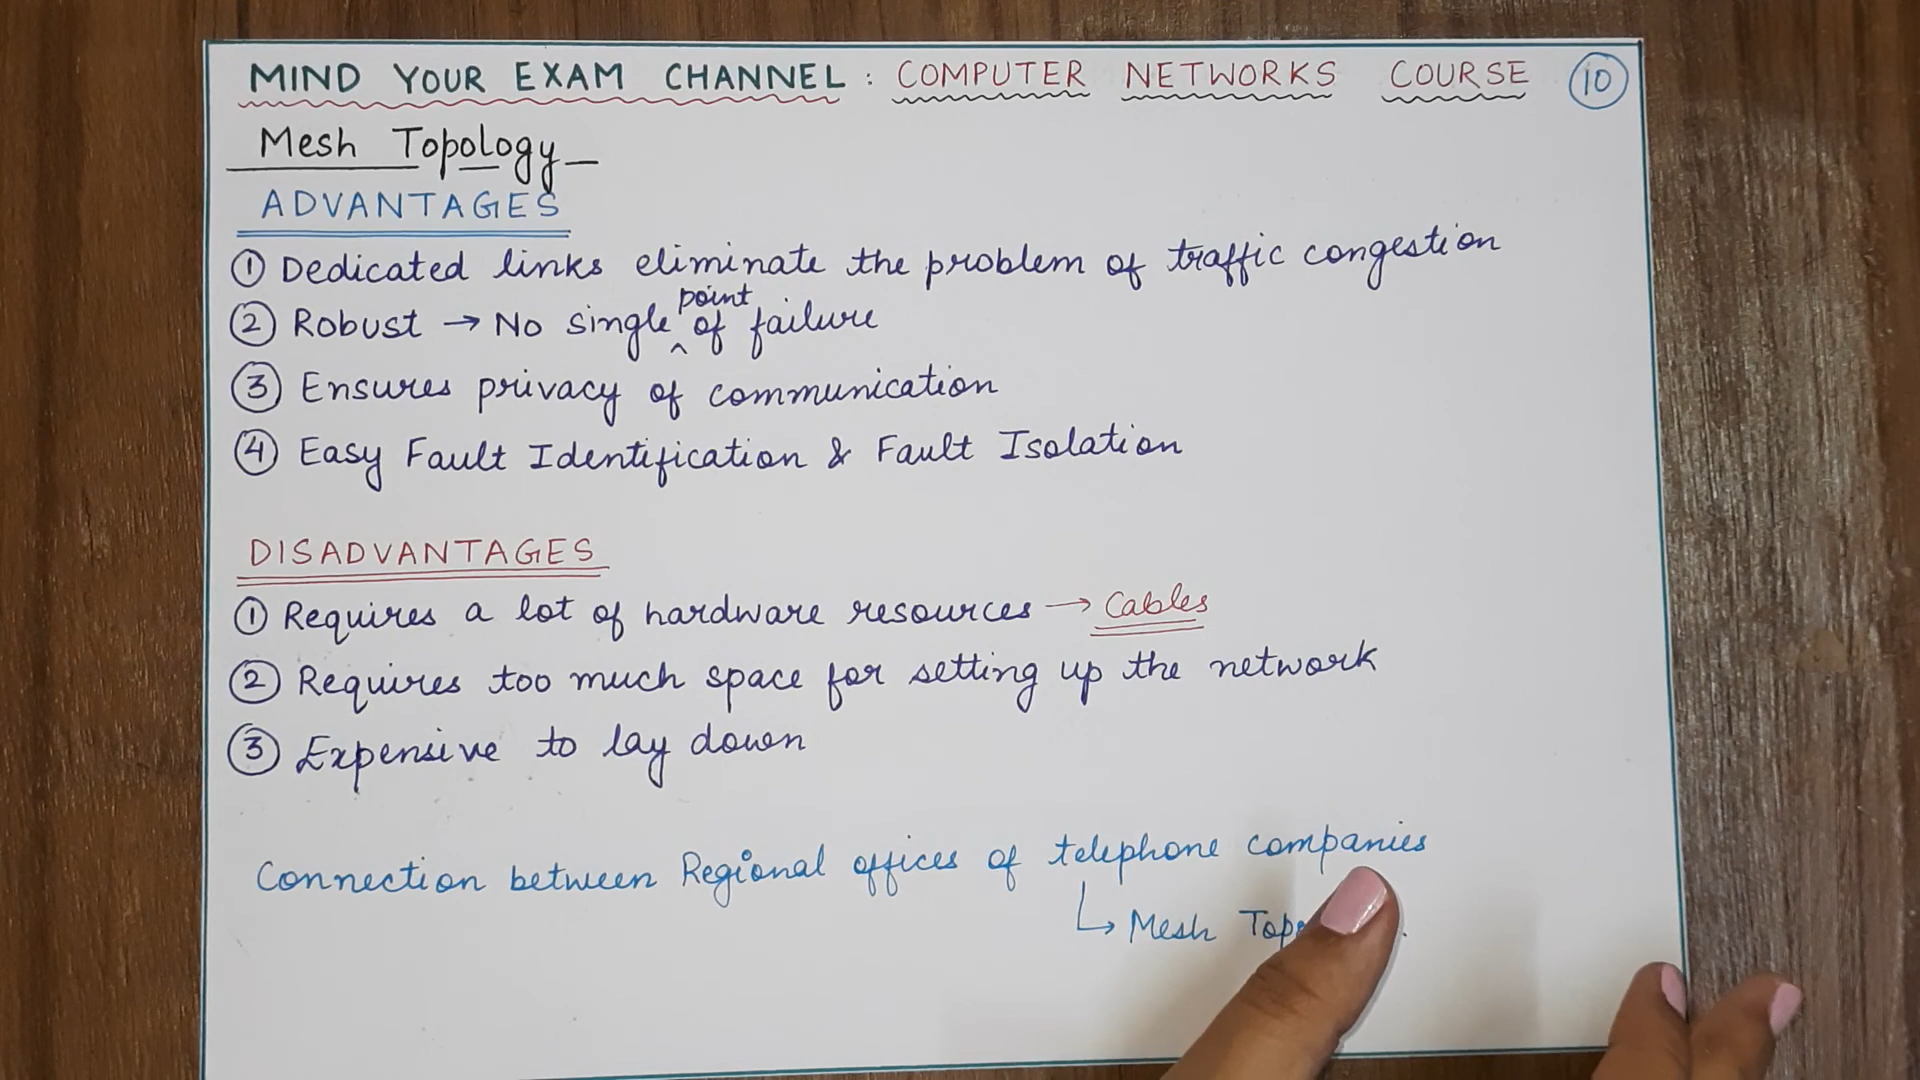 MIND YOUR EXAM CHANNEL : COMPUTER NETWORKS COURSE 10
Mesh Topology
ADVANTAGES
① Dedicated links eliminate the problem of traffic congestion
② Robust → No single point of failure
③ Ensures privacy of communication
④ Easy Fault Identification & Fault Isolation
DISADVANTAGES
① Requires a lot of hardware resources → Cables
② Requires too much space for setting up the network
③ Expensive to lay down
Connection between Regional offices of telephone companies
↳ Mesh